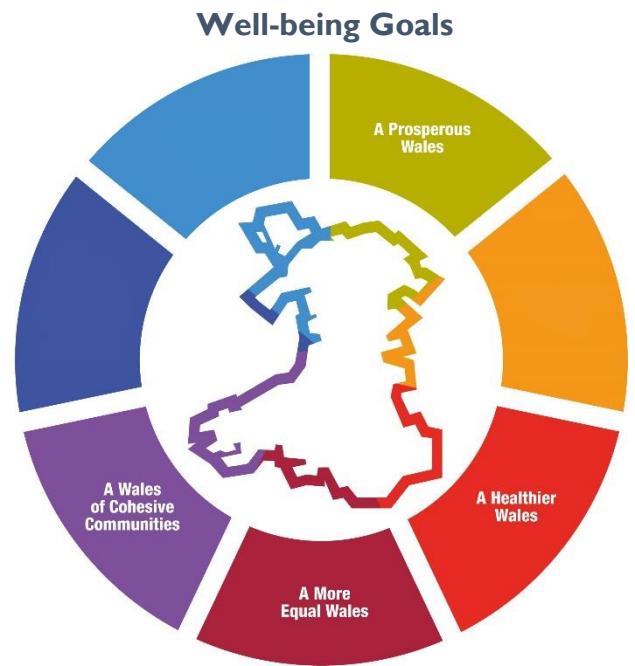 Well-being Goals
A Prosperous
Wales
A Healthier
Wales
A More
Equal Wales
A Wales
of Cohesive
Communities